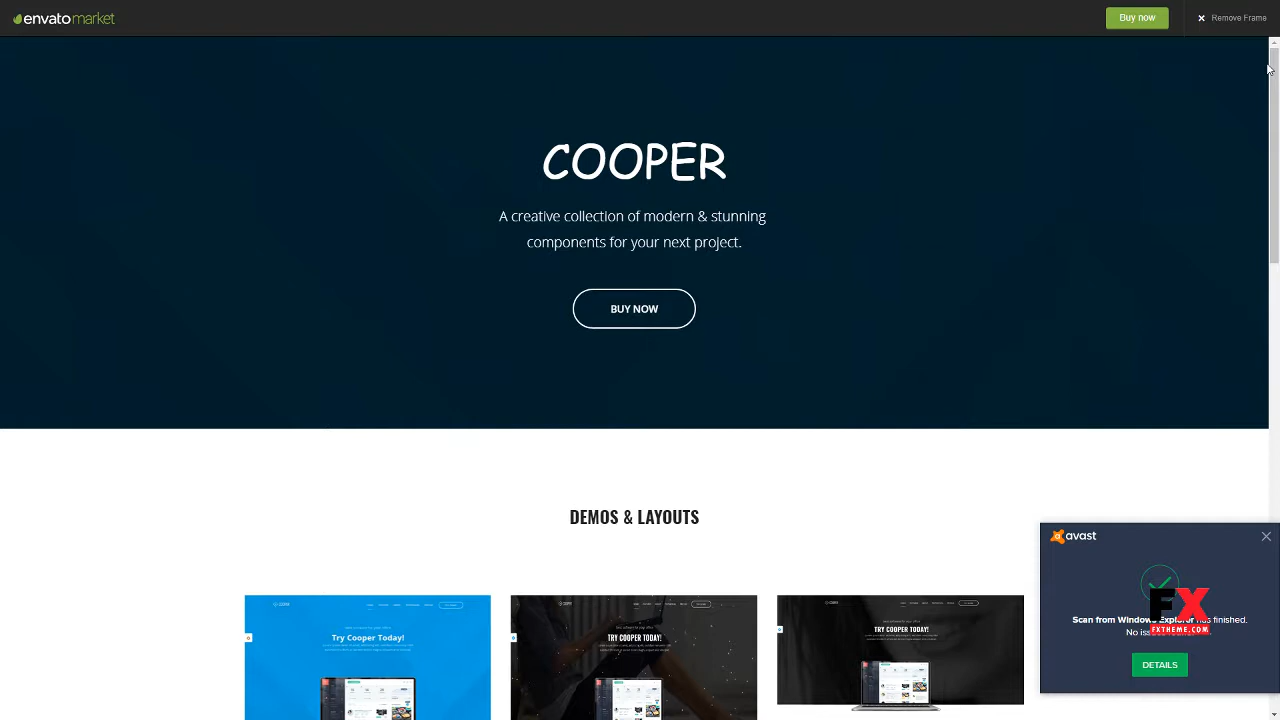 envatomarket
Buy now
Remove Frame
COOPER
A creative collection of modern & stunning
components for your next project.
BUY NOW
DEMOS & LAYOUTS
Try Cooper Today!
TRY COOPER TODAY!
TRY COOPER TODAY!
avast
Scan from Windows Explorer has finished.
No
FX
FXTHEME.COM
DETAILS